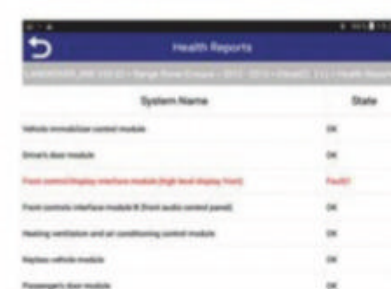 Health Reports
System Name State
Vehicle immobilizer control module OK
Driver's door module OK
Front control/display interface module (high level display front) Fault|1
Front controls interface module B (front audio control panel) OK
Heating ventilation and air conditioning control module OK
Keyless vehicle module OK
Passenger's door module OK